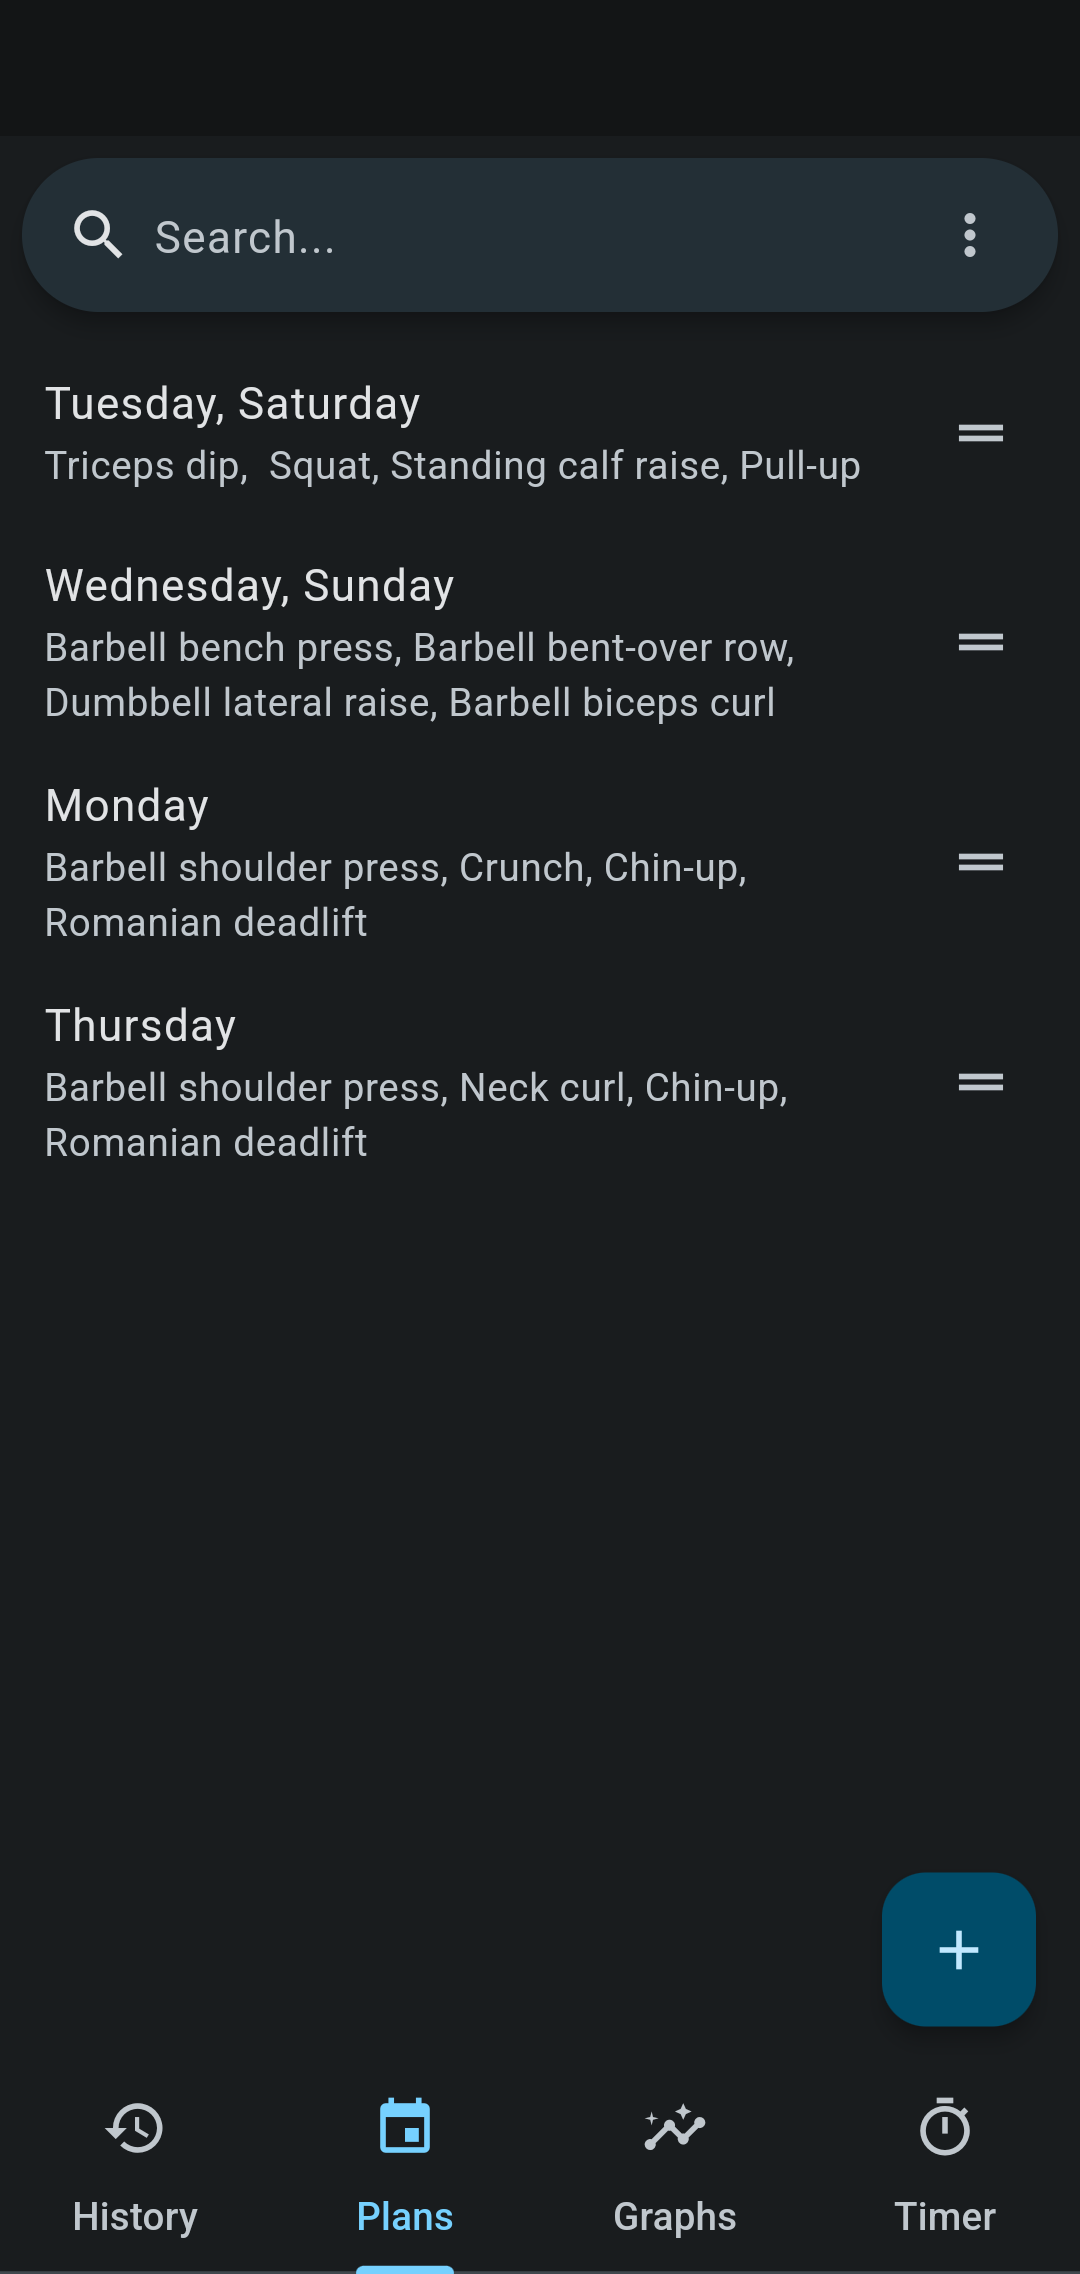 Search...
Tuesday, Saturday
Triceps dip,  Squat, Standing calf raise, Pull-up
Wednesday, Sunday
Barbell bench press, Barbell bent-over row,
Dumbbell lateral raise, Barbell biceps curl
Monday
Barbell shoulder press, Crunch, Chin-up,
Romanian deadlift
Thursday
Barbell shoulder press, Neck curl, Chin-up,
Romanian deadlift
History
Plans
Graphs
Timer